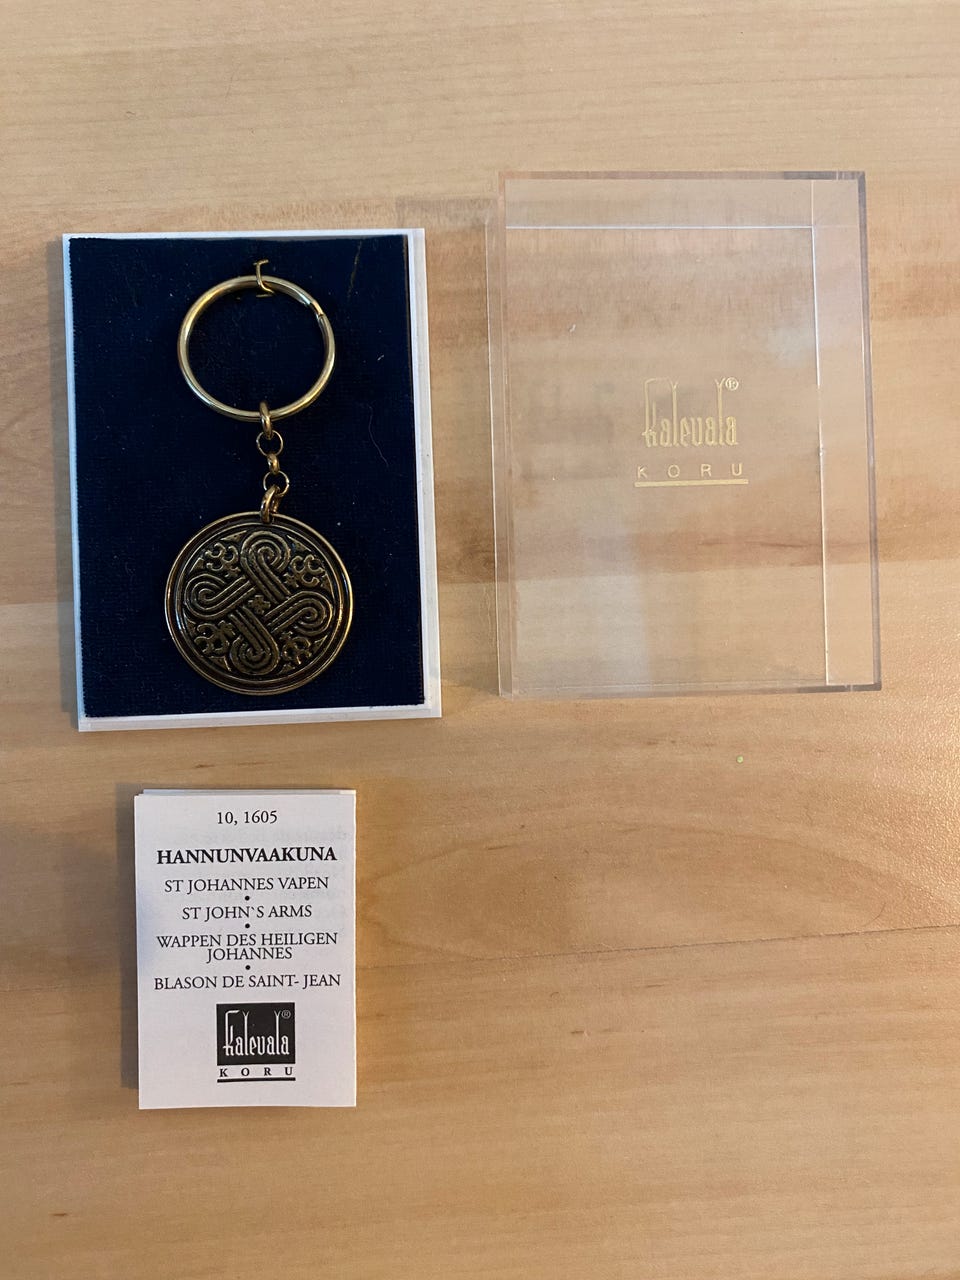 Kalevala®
KORU
10, 1605
HANNUNVAAKUNA
ST JOHANNES VAPEN
•
ST JOHN`S ARMS
•
WAPPEN DES HEILIGEN
JOHANNES
•
BLASON DE SAINT- JEAN
Kalevala®
KORU